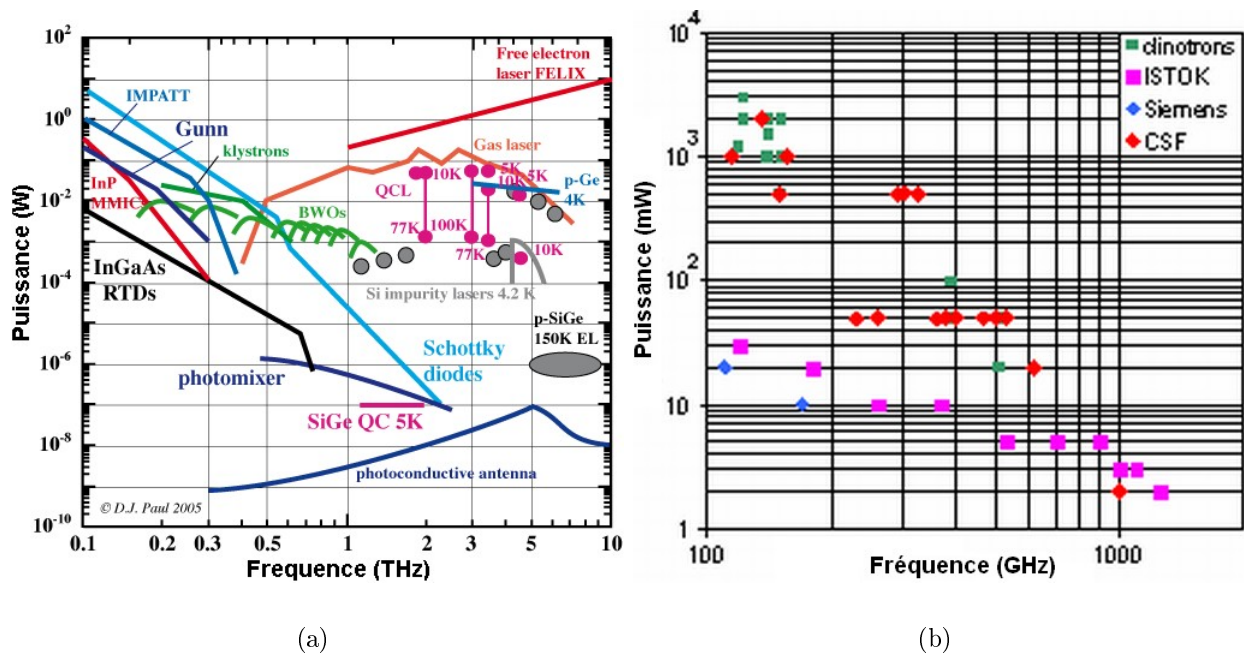 Puissance (W)
10^2
10^0
10^-2
10^-4
10^-6
10^-8
10^-10
Free electron
laser FELIX
IMPATT
Gunn
klystrons
Gas laser
InP
MMIC
QCL
10K
5K
10K
5K
p-Ge
4K
BWOs
77K
100K
77K
10K
InGaAs
RTDs
Si impurity lasers 4.2 K
p-SiGe
150K EL
Schottky
diodes
photomixer
SiGe QC 5K
photoconductive antenna
© D.J. Paul 2005
0.1 0.2 0.3 0.5 1 2 3 5 10
Frequence (THz)
(a)
Puissance (mW)
10^4
10^3
10^2
10
1
clinotrons
ISTOK
Siemens
CSF
100 1000
Fréquence (GHz)
(b)